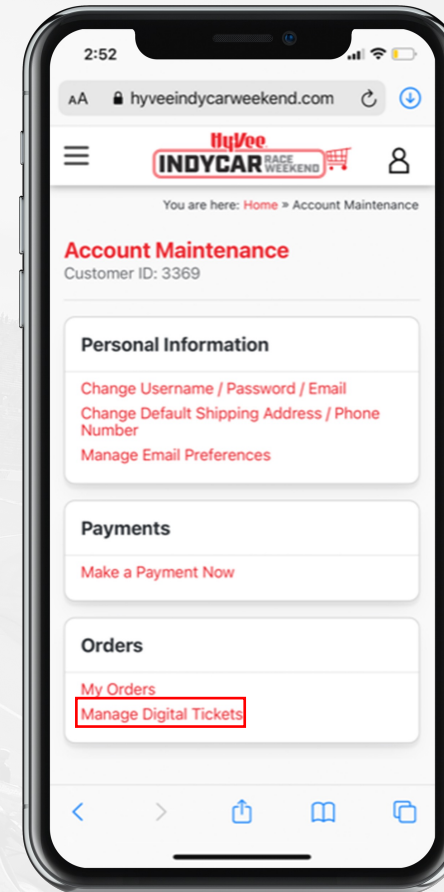 2:52
AA hyveeindycarweekend.com
HyVee
INDYCAR RACE WEEKEND
You are here: Home » Account Maintenance
Account Maintenance
Customer ID: 3369
Personal Information
Change Username / Password / Email
Change Default Shipping Address / Phone
Number
Manage Email Preferences
Payments
Make a Payment Now
Orders
My Orders
Manage Digital Tickets